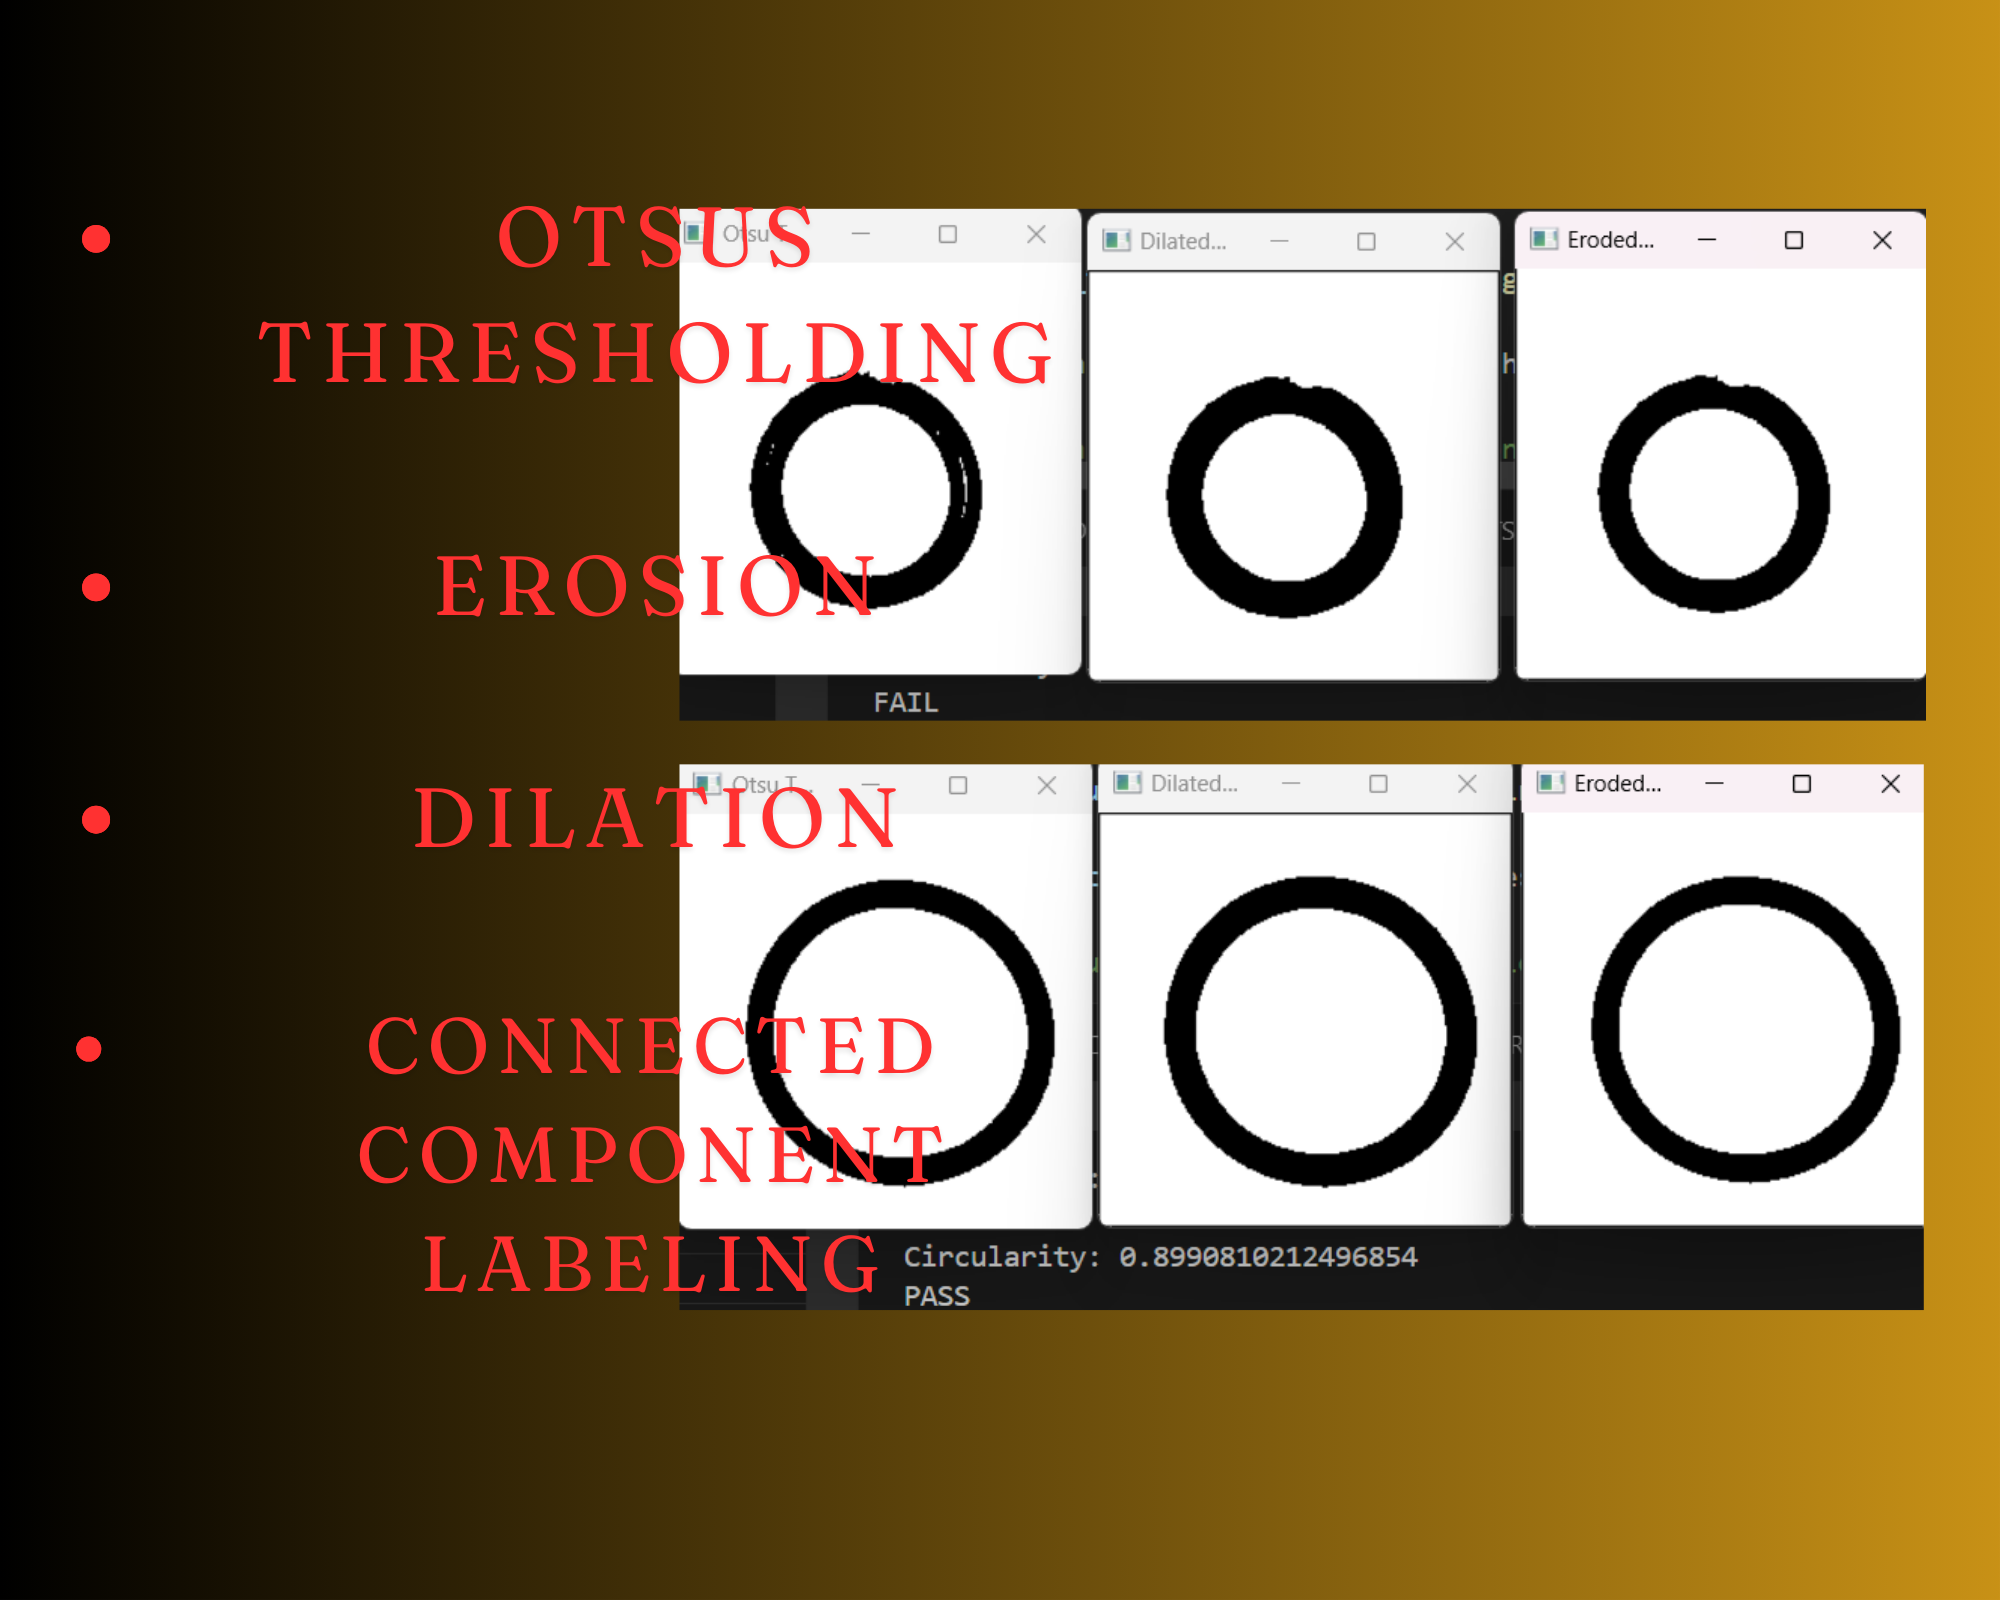 OTSUS
THRESHOLDING
EROSION
DILATION
CONNECTED
COMPONENT
LABELING
Otsu T...
Dilated...
Eroded...
FAIL
Otsu T...
Dilated...
Eroded...
Circularity: 0.8990810212496854
PASS